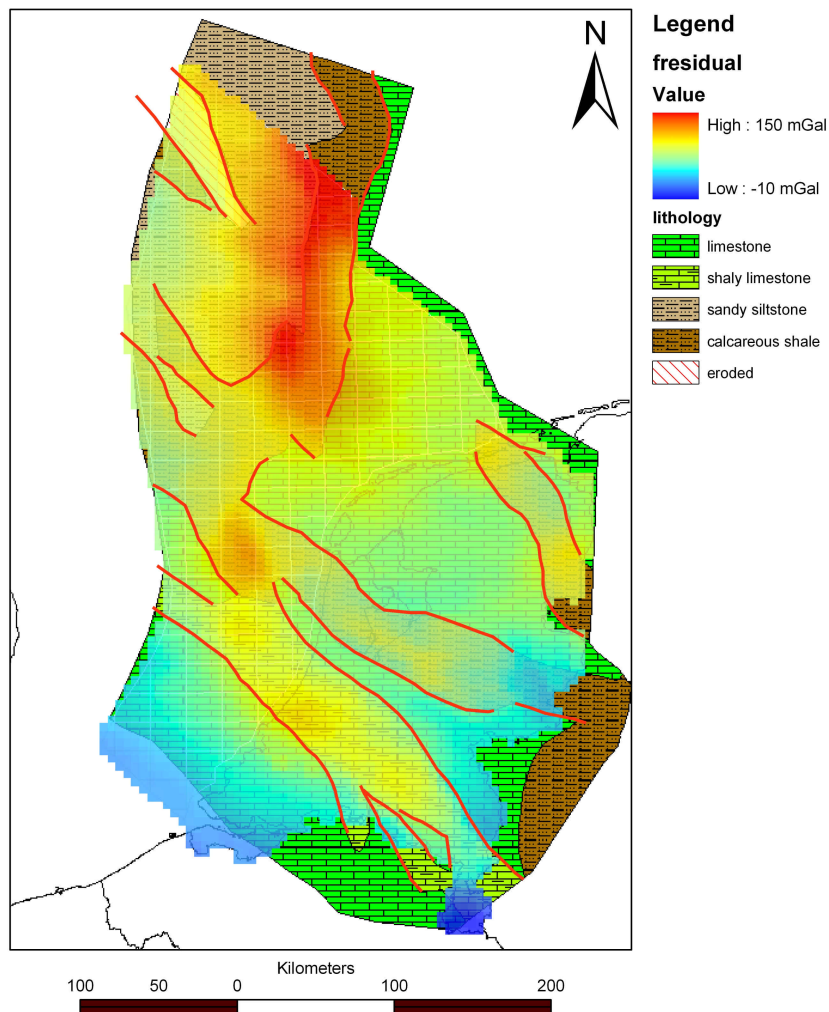 N
Legend
fresidual
Value
High : 150 mGal
Low : -10 mGal
lithology
limestone
shaly limestone
sandy siltstone
calcareous shale
eroded
Kilometers
100 50 0 100 200